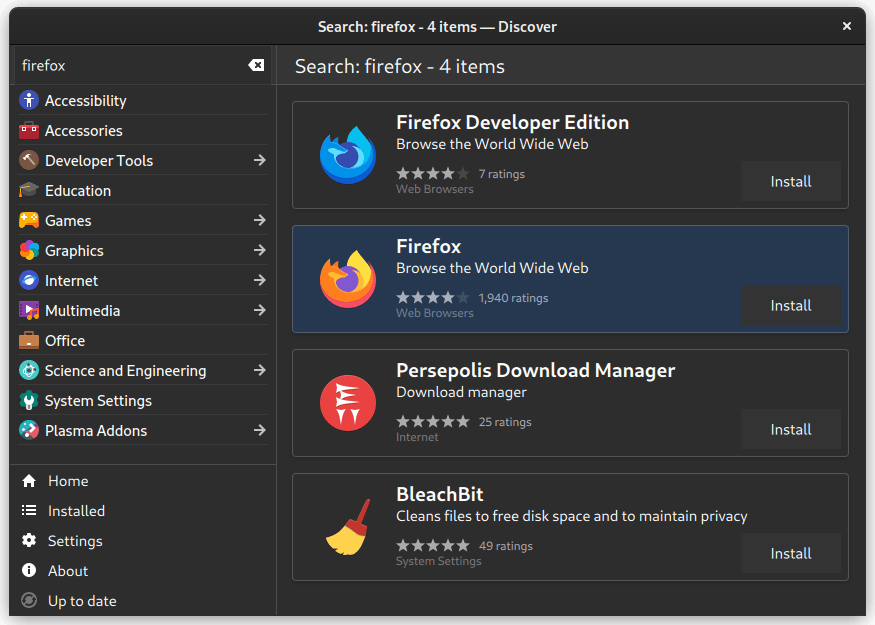 Search: firefox - 4 items — Discover
firefox
Accessibility
Accessories
Developer Tools
Education
Games
Graphics
Internet
Multimedia
Office
Science and Engineering
System Settings
Plasma Addons
Home
Installed
Settings
About
Up to date
Search: firefox - 4 items
Firefox Developer Edition
Browse the World Wide Web
7 ratings
Web Browsers
Install
Firefox
Browse the World Wide Web
1,940 ratings
Web Browsers
Install
Persepolis Download Manager
Download manager
25 ratings
Internet
Install
BleachBit
Cleans files to free disk space and to maintain privacy
49 ratings
System Settings
Install